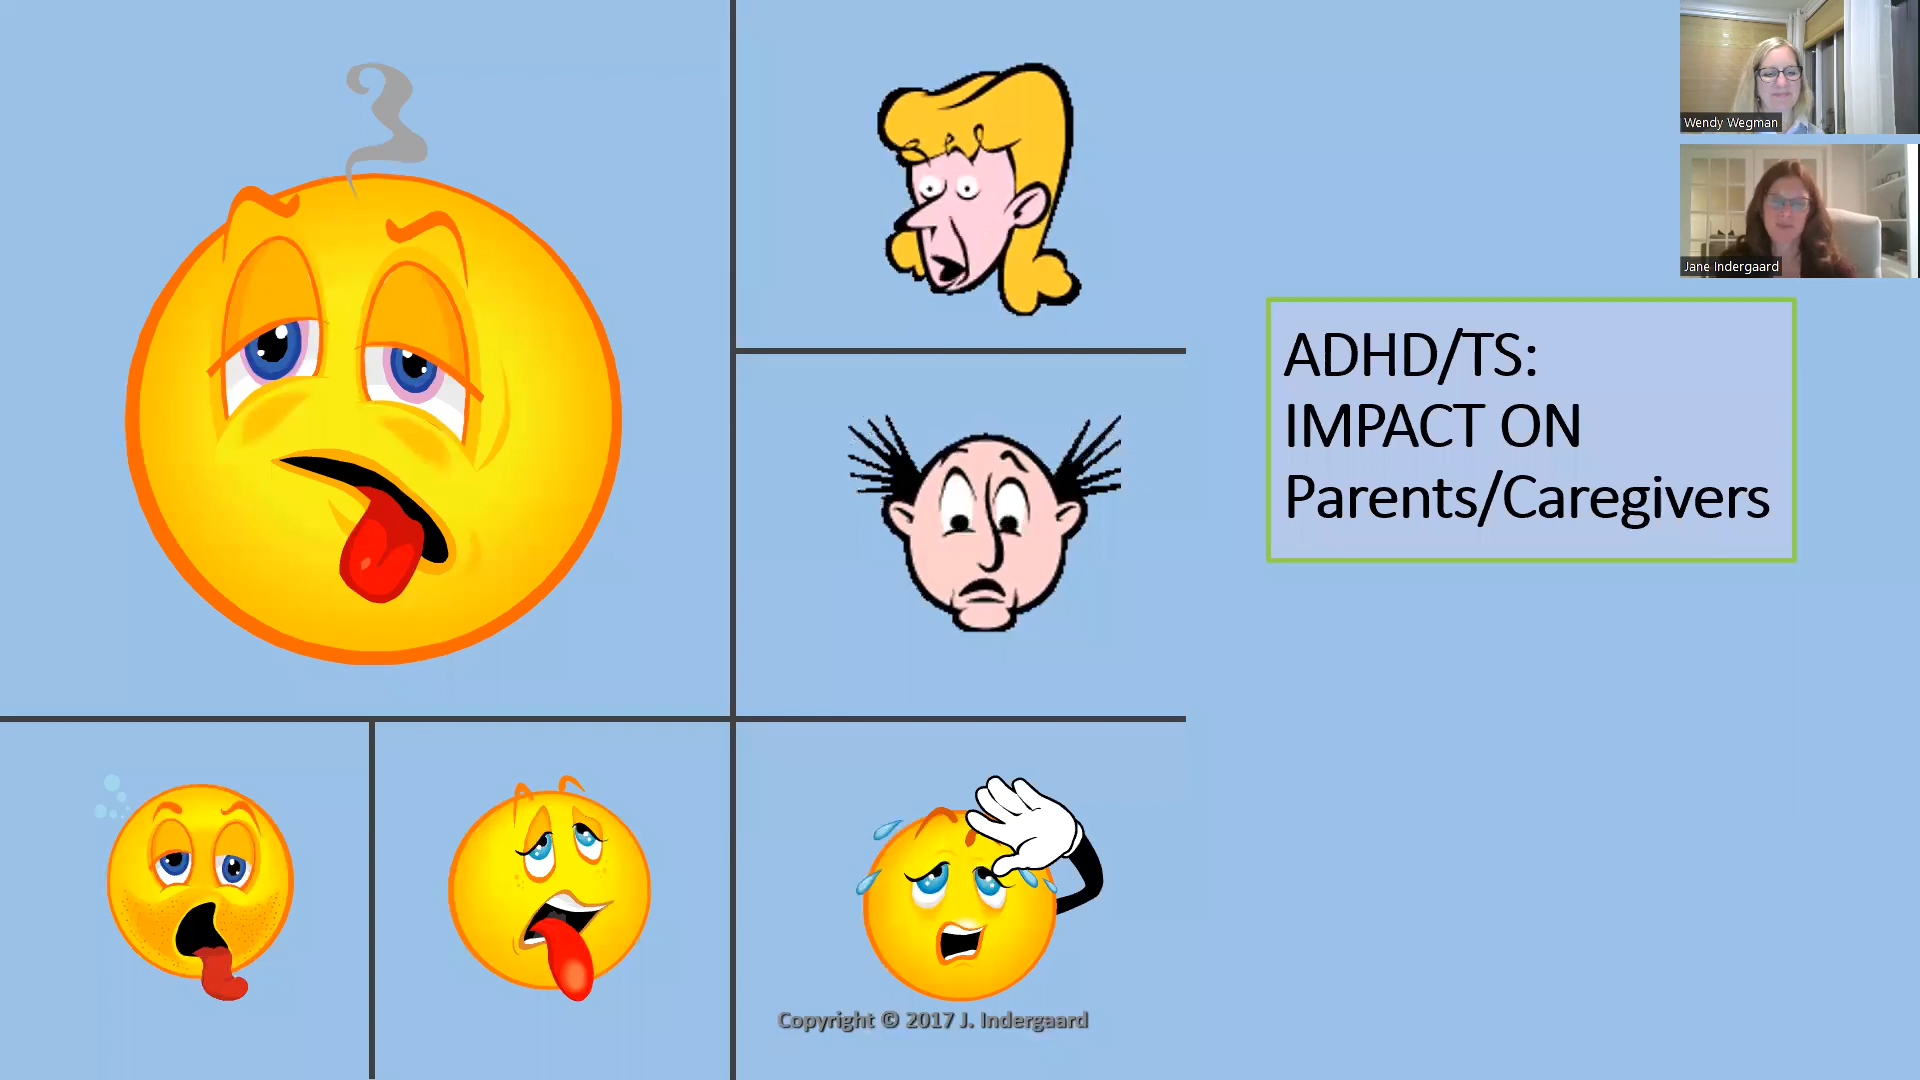 Wendy Wegman
Jane Indergaard
ADHD/TS:
IMPACT ON
Parents/Caregivers
Copyright © 2017 J. Indergaard